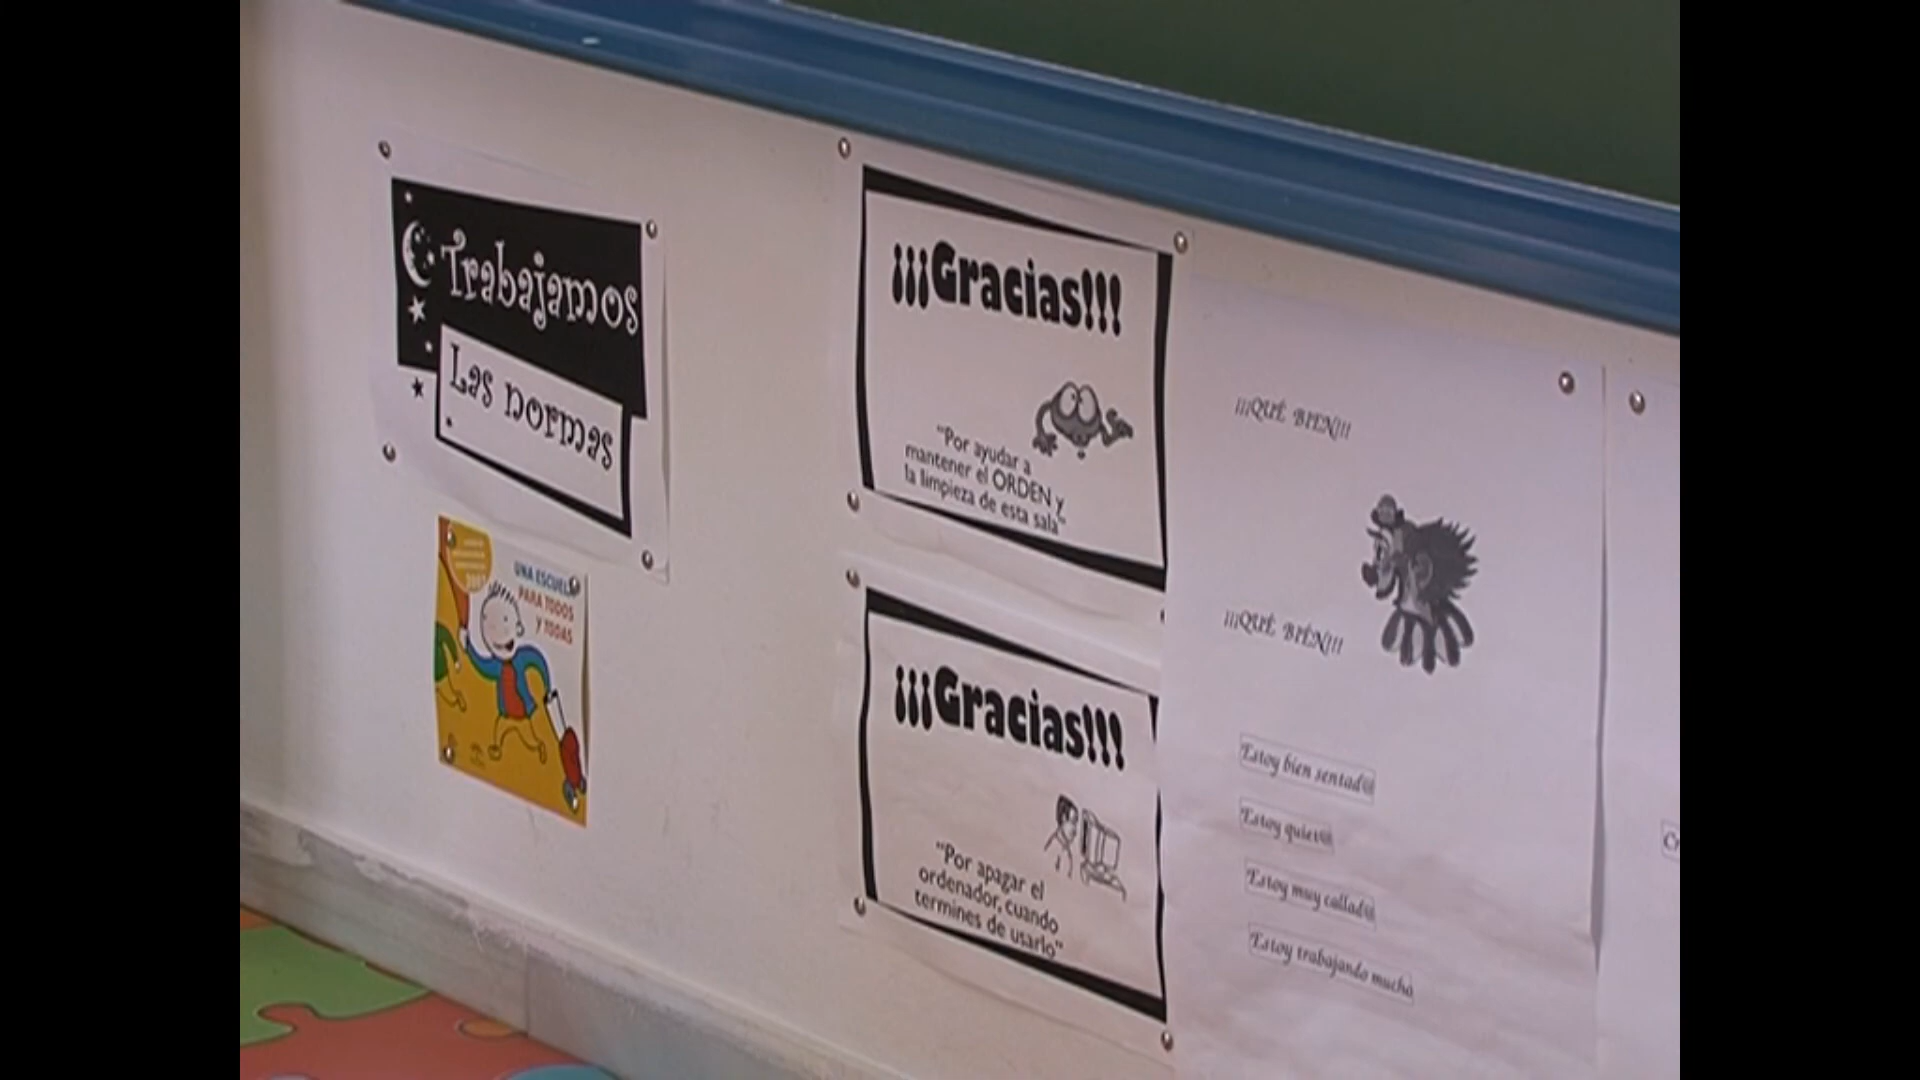 Trabajamos
Las normas
UNA ESCUELA
PARA TODOS
Y TODAS
¡¡¡Gracias!!!
"Por ayudar a
mantener el ORDEN y
la limpieza de esta sala"
¡¡¡Gracias!!!
"Por apagar el
ordenador, cuando
termines de usarlo"
¡¡¡QUÉ BIEN!!!
¡¡¡QUÉ BIEN!!!
Estoy bien sentad@
Estoy quiet@
Estoy muy callad@
Estoy trabajando mucho